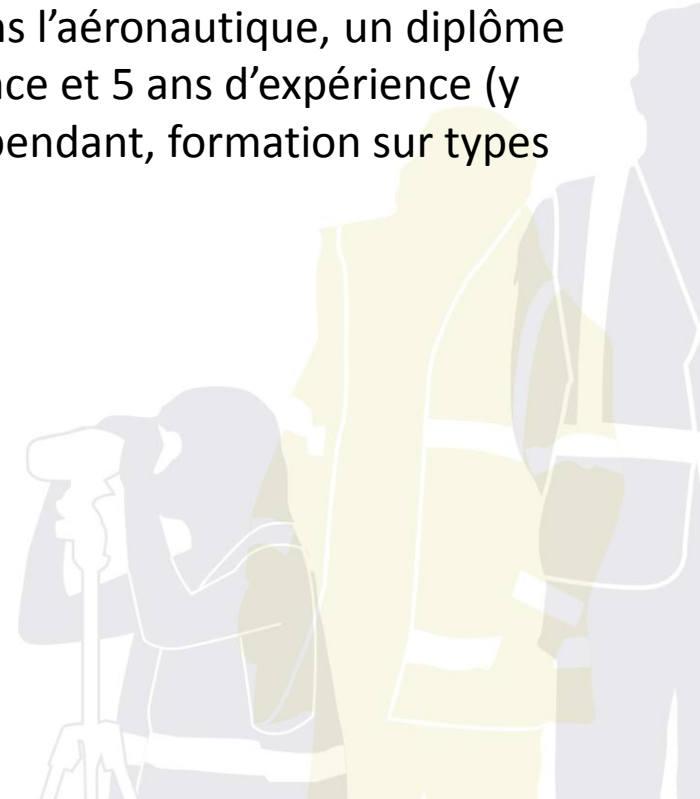 ns l’aéronautique, un diplôme
nce et 5 ans d’expérience (y
pendant, formation sur types